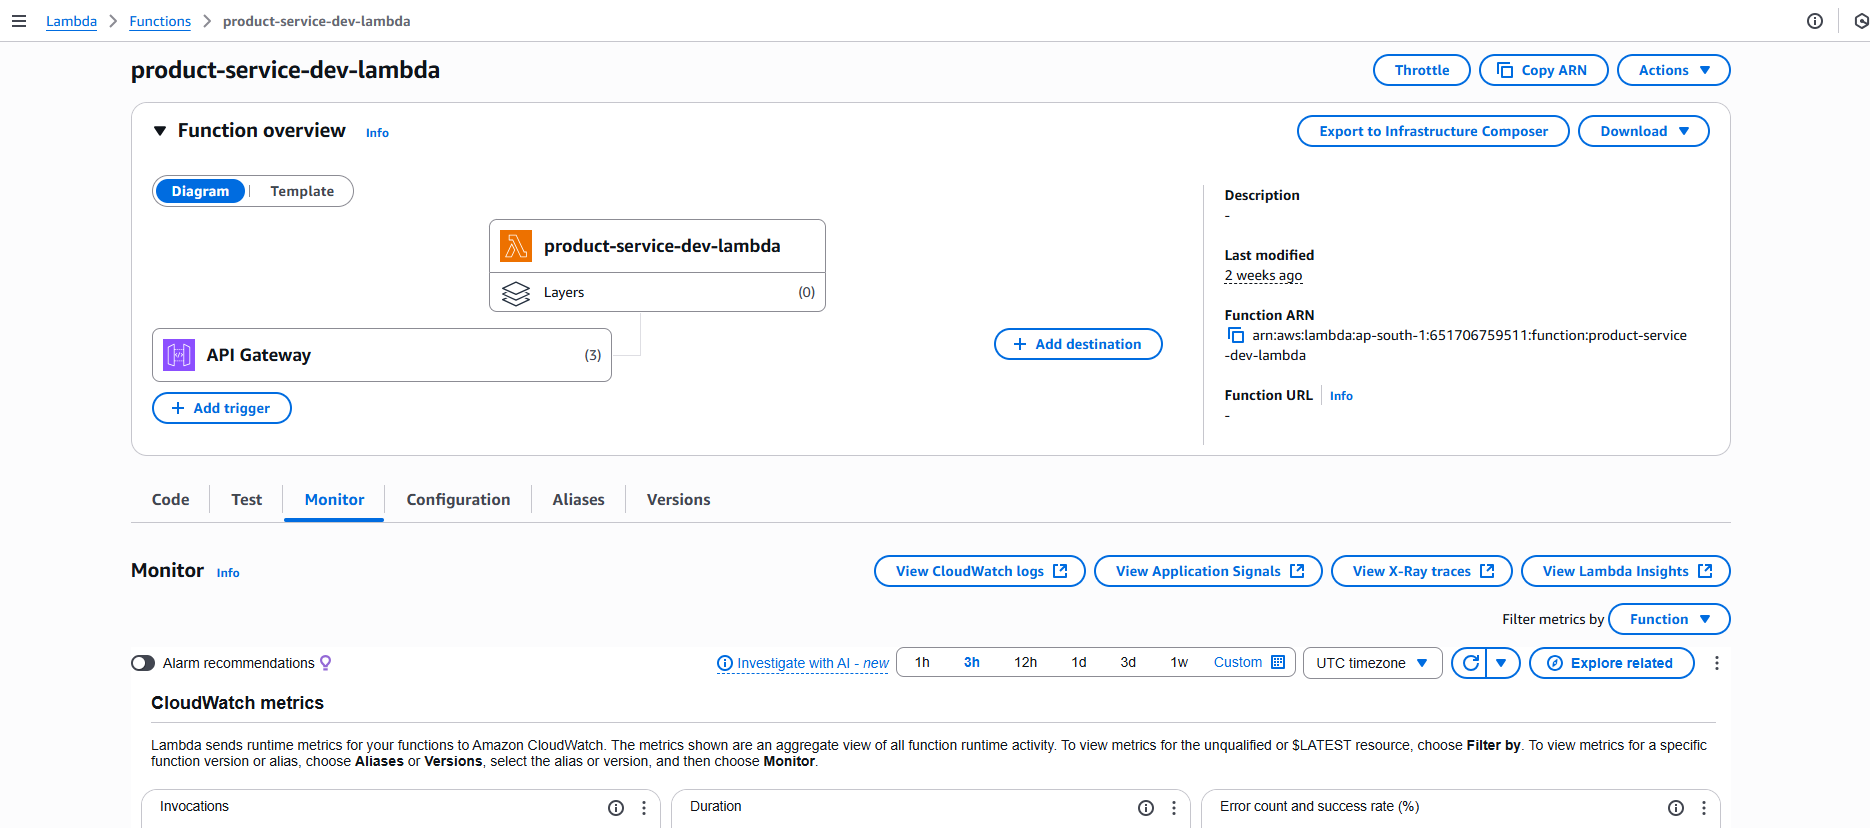 Lambda > Functions > product-service-dev-lambda
product-service-dev-lambda
Throttle
Copy ARN
Actions
Function overview Info
Export to Infrastructure Composer
Download
Diagram
Template
product-service-dev-lambda
Layers (0)
API Gateway (3)
+ Add trigger
+ Add destination
Description
-
Last modified
2 weeks ago
Function ARN
arn:aws:lambda:ap-south-1:651706759511:function:product-service
-dev-lambda
Function URL Info
-
Code
Test
Monitor
Configuration
Aliases
Versions
Monitor Info
View CloudWatch logs
View Application Signals
View X-Ray traces
View Lambda Insights
Filter metrics by Function
Alarm recommendations
Investigate with AI - new
1h 3h 12h 1d 3d 1w Custom
UTC timezone
Explore related
CloudWatch metrics
Lambda sends runtime metrics for your functions to Amazon CloudWatch. The metrics shown are an aggregate view of all function runtime activity. To view metrics for the unqualified or $LATEST resource, choose Filter by. To view metrics for a specific
function version or alias, choose Aliases or Versions, select the alias or version, and then choose Monitor.
Invocations
Duration
Error count and success rate (%)